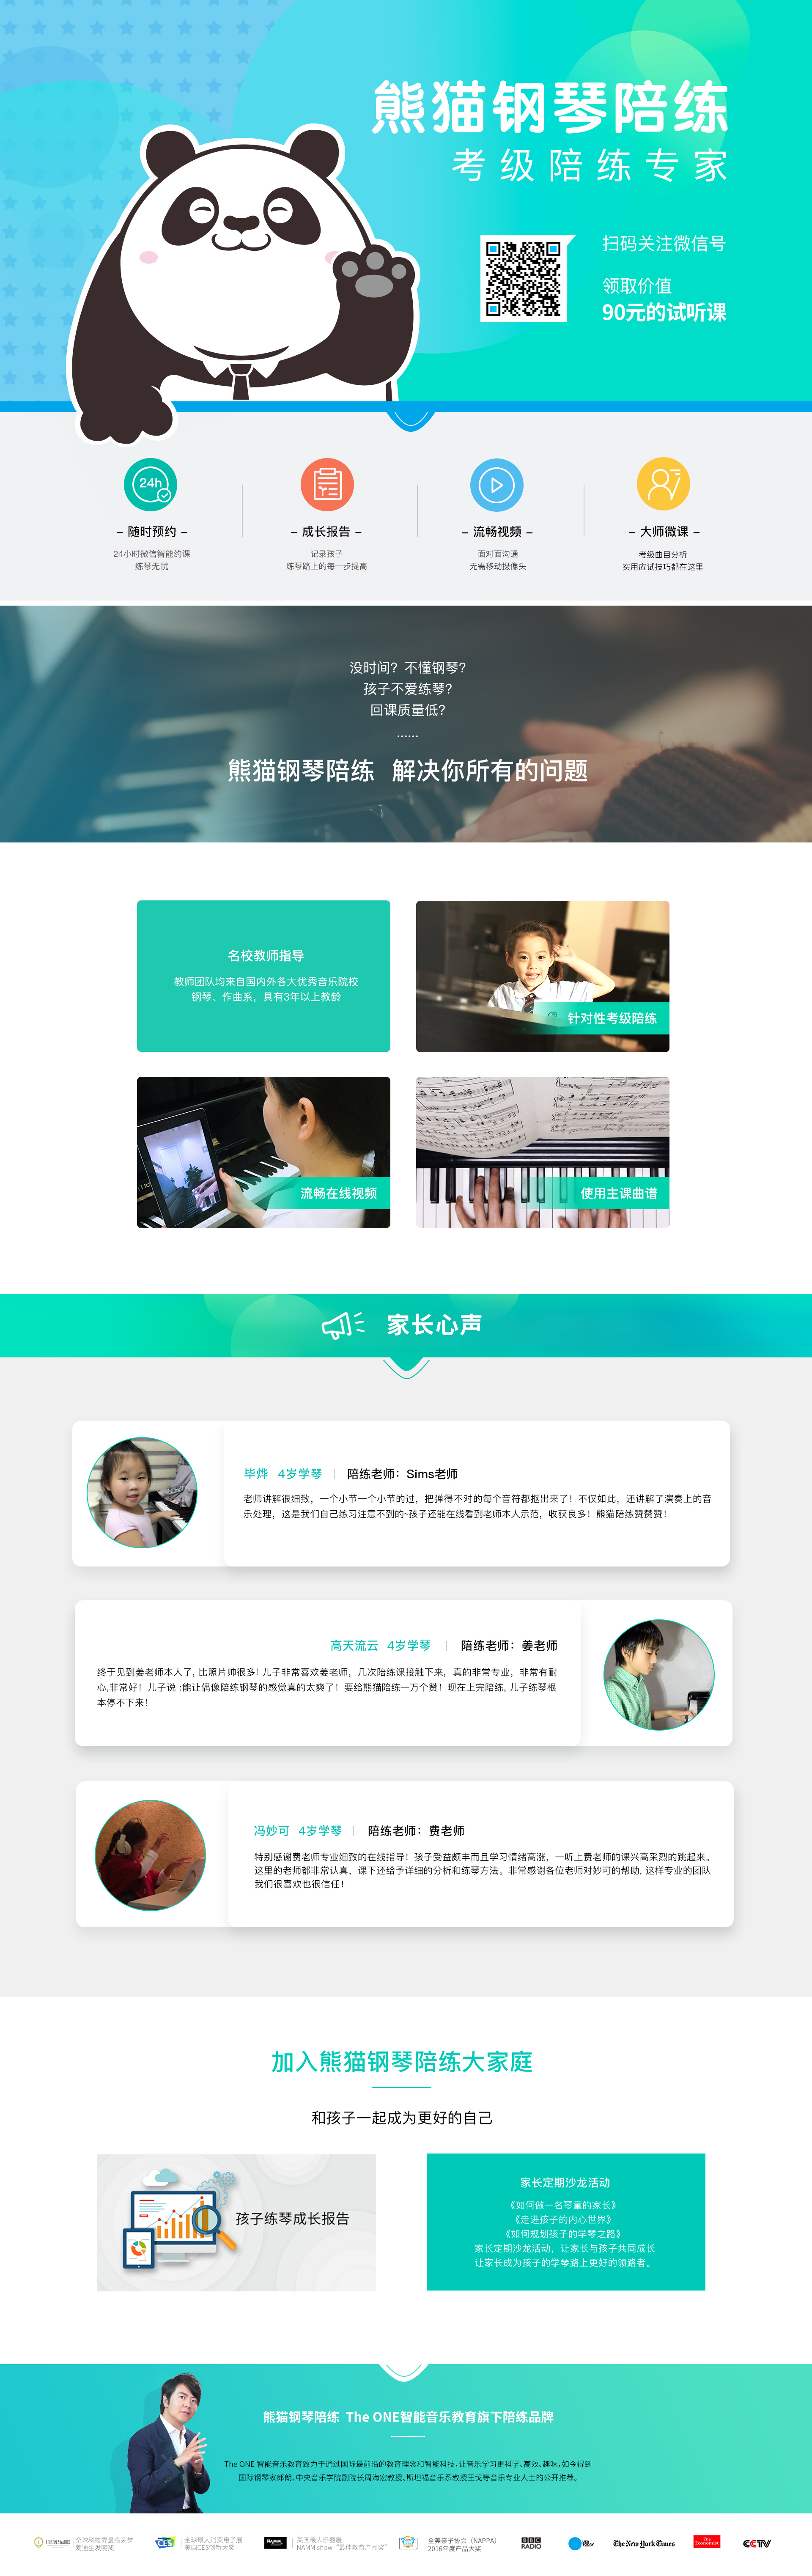 熊猫钢琴陪练
考级陪练专家
扫码关注微信号
领取价值
90元的试听课
24h
– 随时预约 –
24小时微信智能约课
练琴无忧
– 成长报告 –
记录孩子
练琴路上的每一步提高
– 流畅视频 –
面对面沟通
无需移动摄像头
– 大师微课 –
考级曲目分析
实用应试技巧都在这里
没时间？不懂钢琴？
孩子不爱练琴？
回课质量低？
······
熊猫钢琴陪练 解决你所有的问题
名校教师指导
教师团队均来自国内外各大优秀音乐院校
钢琴、作曲系，具有3年以上教龄
针对性考级陪练
流畅在线视频
使用主课曲谱
家长心声
毕烨 4岁学琴 | 陪练老师：Sims老师
老师讲解很细致，一个小节一个小节的过，把弹得不对的每个音符都抠出来了！不仅如此，还讲解了演奏上的音
乐处理，这是我们自己练习注意不到的~孩子还能在线看到老师本人示范，收获良多！熊猫陪练赞赞赞！
高天流云 4岁学琴 | 陪练老师：姜老师
终于见到姜老师本人了, 比照片帅很多! 儿子非常喜欢姜老师，几次陪练课接触下来，真的非常专业，非常有耐
心,非常好！儿子说 :能让偶像陪练钢琴的感觉真的太爽了！要给熊猫陪练一万个赞！现在上完陪练, 儿子练琴根
本停不下来！
冯妙可 4岁学琴 | 陪练老师：费老师
特别感谢费老师专业细致的在线指导！孩子受益颇丰而且学习情绪高涨，一听上费老师的课兴高采烈的跳起来。
这里的老师都非常认真，课下还给予详细的分析和练琴方法。非常感谢各位老师对妙可的帮助, 这样专业的团队
我们很喜欢也很信任！
加入熊猫钢琴陪练大家庭
和孩子一起成为更好的自己
孩子练琴成长报告
家长定期沙龙活动
《如何做一名琴童的家长》
《走进孩子的内心世界》
《如何规划孩子的学琴之路》
家长定期沙龙活动，让家长与孩子共同成长
让家长成为孩子的学琴路上更好的领路者。
熊猫钢琴陪练 The ONE智能音乐教育旗下陪练品牌
The ONE 智能音乐教育致力于通过国际最前沿的教育理念和智能科技，让音乐学习更科学、高效、趣味，如今得到
国际钢琴家郎朗、中央音乐学院副院长周海宏教授、斯坦福音乐系教授王戈等音乐专业人士的公开推荐。
EDISON AWARDS
全球科技界最高荣誉
爱迪生发明奖
CES
全球最大消费电子展
美国CES创新大奖
NAMM
美国最大乐器展
NAMM show“最佳教育产品奖”
全美亲子协会（NAPPA）
2016年度产品大奖
BBC
RADIO
USA TODAY
The New York Times
The Economist
CCTV